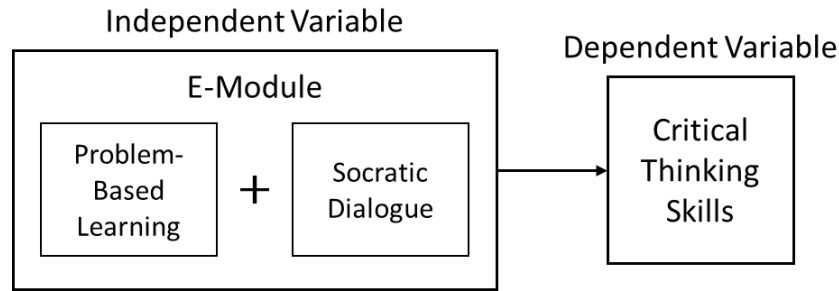 Independent Variable
E-Module
Problem-
Based
Learning
+
Socratic
Dialogue
Dependent Variable
Critical
Thinking
Skills